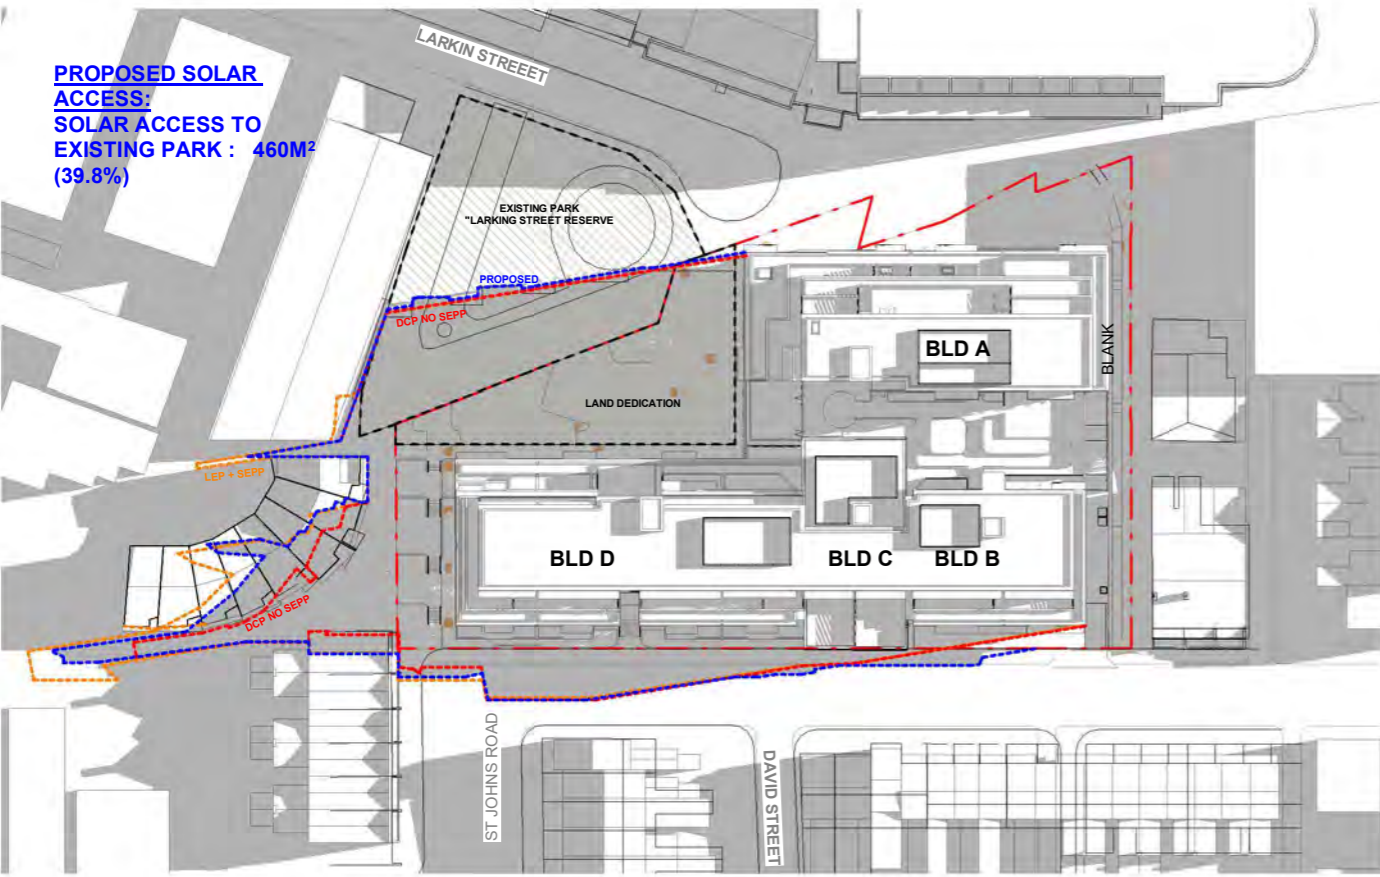 PROPOSED SOLAR
ACCESS:
SOLAR ACCESS TO
EXISTING PARK : 460M²
(39.8%)
LARKIN STREEET
EXISTING PARK
"LARKING STREET RESERVE
PROPOSED
DCP NO SEPP
LAND DEDICATION
BLD A
BLANK
LEP + SEPP
DCP NO SEPP
BLD D
BLD C
BLD B
ST JOHNS ROAD
DAVID STREET